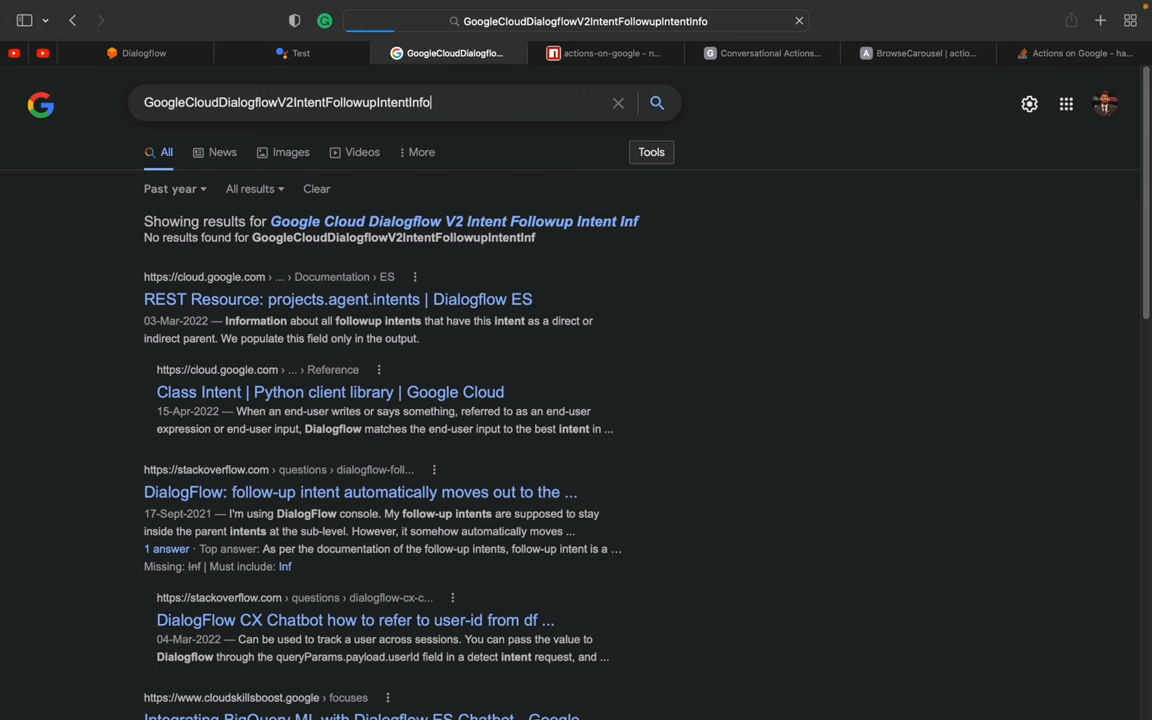 GoogleCloudDialogflowV2IntentFollowupIntentInfo
Dialogflow
Test
GoogleCloudDialogflo...
actions-on-google - n...
Conversational Actions...
BrowseCarousel | actio...
Actions on Google - ha...
GoogleCloudDialogflowV2IntentFollowupIntentInfo
All
News
Images
Videos
More
Tools
Past year
All results
Clear
Showing results for Google Cloud Dialogflow V2 Intent Followup Intent Inf
No results found for GoogleCloudDialogflowV2IntentFollowupIntentInf
https://cloud.google.com › ... › Documentation › ES
REST Resource: projects.agent.intents | Dialogflow ES
03-Mar-2022 — Information about all followup intents that have this intent as a direct or
indirect parent. We populate this field only in the output.
https://cloud.google.com › ... › Reference
Class Intent | Python client library | Google Cloud
15-Apr-2022 — When an end-user writes or says something, referred to as an end-user
expression or end-user input, Dialogflow matches the end-user input to the best intent in ...
https://stackoverflow.com › questions › dialogflow-foll...
DialogFlow: follow-up intent automatically moves out to the ...
17-Sept-2021 — I'm using DialogFlow console. My follow-up intents are supposed to stay
inside the parent intents at the sub-level. However, it somehow automatically moves ...
1 answer · Top answer: As per the documentation of the follow-up intents, follow-up intent is a ...
Missing: Inf | Must include: Inf
https://stackoverflow.com › questions › dialogflow-cx-c...
DialogFlow CX Chatbot how to refer to user-id from df ...
04-Mar-2022 — Can be used to track a user across sessions. You can pass the value to
Dialogflow through the queryParams.payload.userId field in a detect intent request, and ...
https://www.cloudskillsboost.google › focuses
Integrating BigQuery ML with Dialogflow ES Chatbot - Google